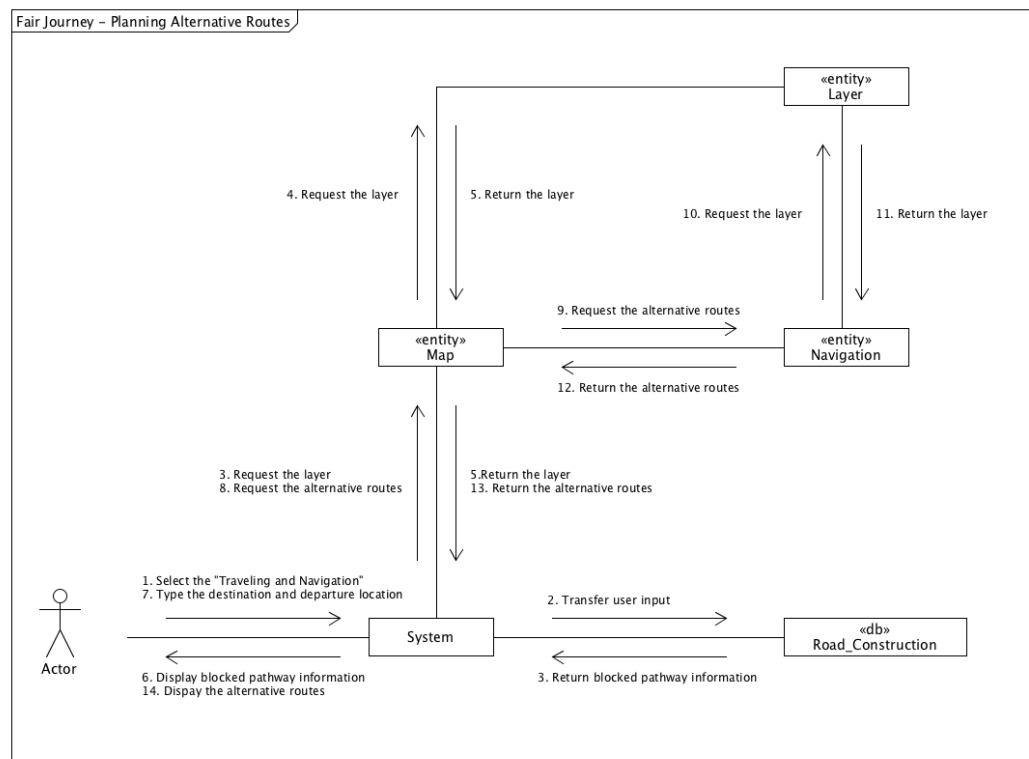 Fair Journey – Planning Alternative Routes
«entity»
Layer
4. Request the layer
5. Return the layer
10. Request the layer
11. Return the layer
9. Request the alternative routes
«entity»
Map
«entity»
Navigation
12. Return the alternative routes
3. Request the layer
8. Request the alternative routes
5.Return the layer
13. Return the alternative routes
1. Select the "Traveling and Navigation"
7. Type the destination and departure location
2. Transfer user input
System
«db»
Road_Construction
Actor
6. Display blocked pathway information
14. Dispay the alternative routes
3. Return blocked pathway information